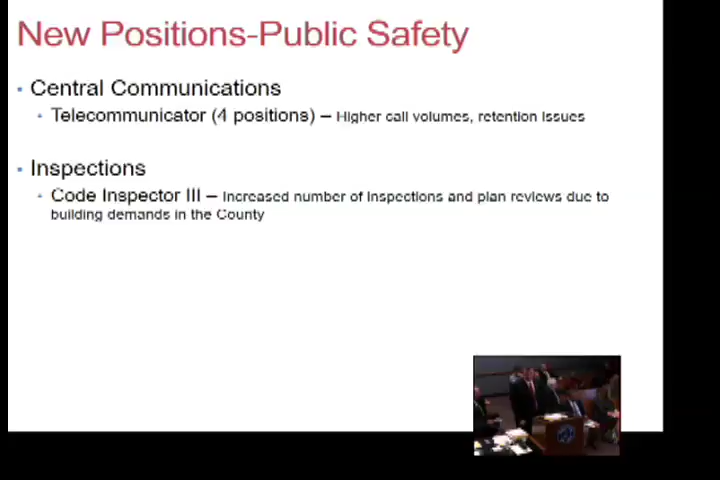 New Positions-Public Safety
• Central Communications
• Telecommunicator (4 positions) – Higher call volumes, retention issues
• Inspections
• Code Inspector III – Increased number of inspections and plan reviews due to
building demands in the County